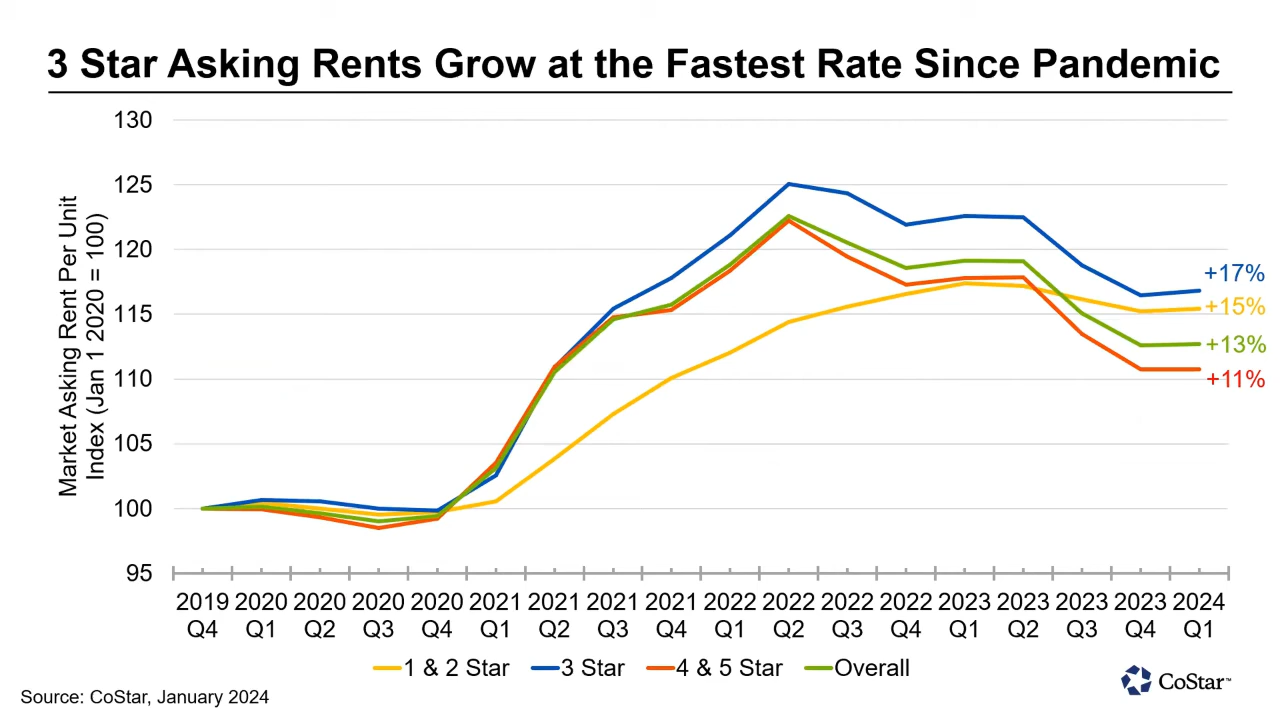 3 Star Asking Rents Grow at the Fastest Rate Since Pandemic
Market Asking Rent Per Unit
Index (Jan 1 2020 = 100)
130
125
120
115
110
105
100
95
+17%
+15%
+13%
+11%
2019 2020 2020 2020 2020 2021 2021 2021 2021 2022 2022 2022 2022 2023 2023 2023 2023 2024
Q4 Q1 Q2 Q3 Q4 Q1 Q2 Q3 Q4 Q1 Q2 Q3 Q4 Q1 Q2 Q3 Q4 Q1
1 & 2 Star 3 Star 4 & 5 Star Overall
CoStar™
Source: CoStar, January 2024